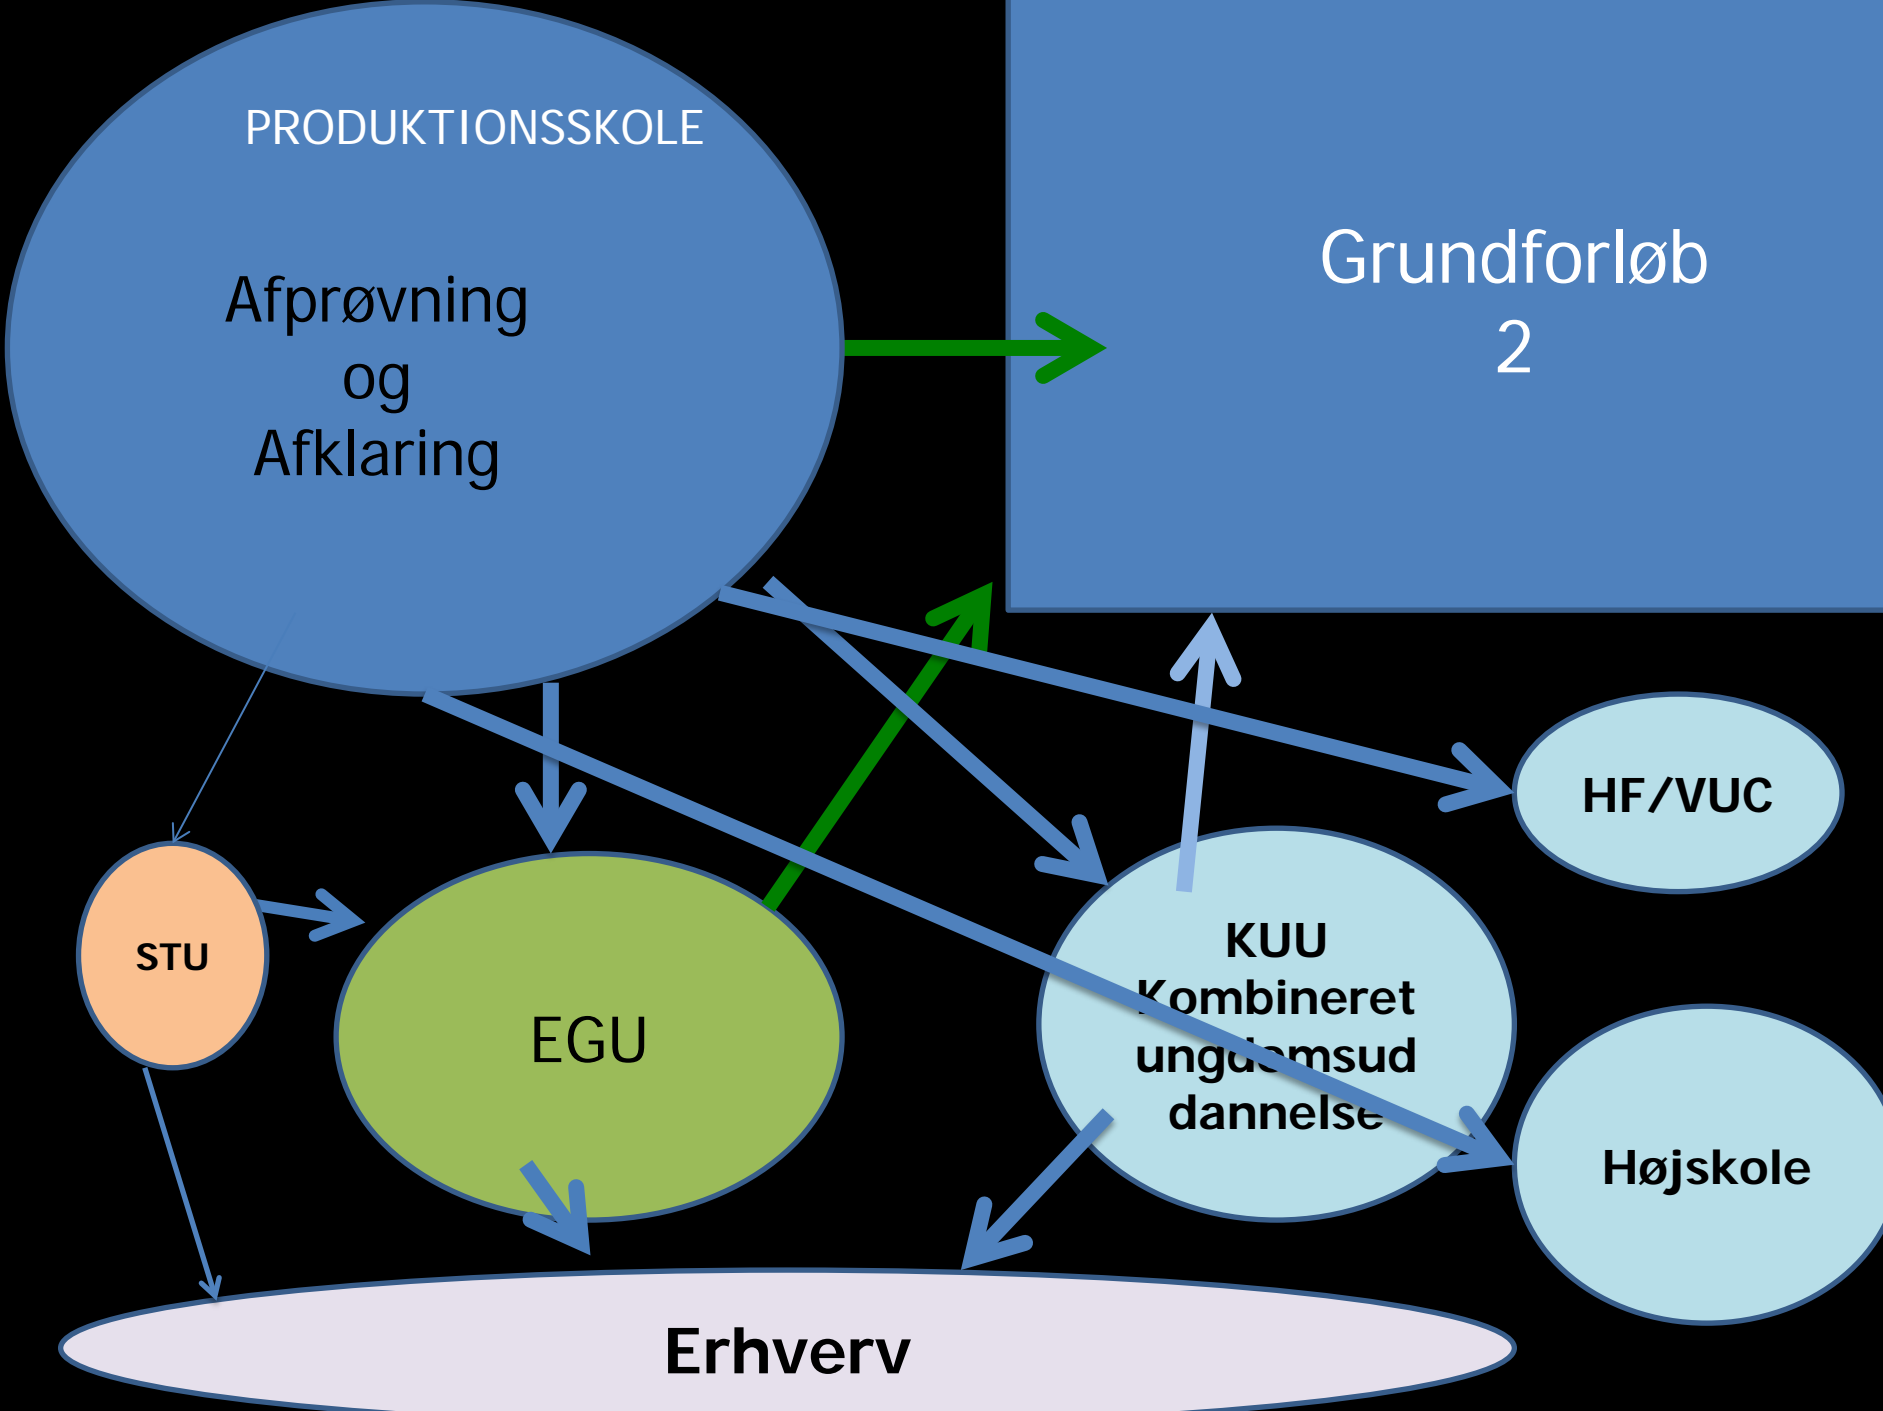 PRODUKTIONSSKOLE
Afprøvning
og
Afklaring
Grundforløb
2
HF/VUC
STU
EGU
KUU
Kombineret
ungdomsud
dannelse
Højskole
Erhverv